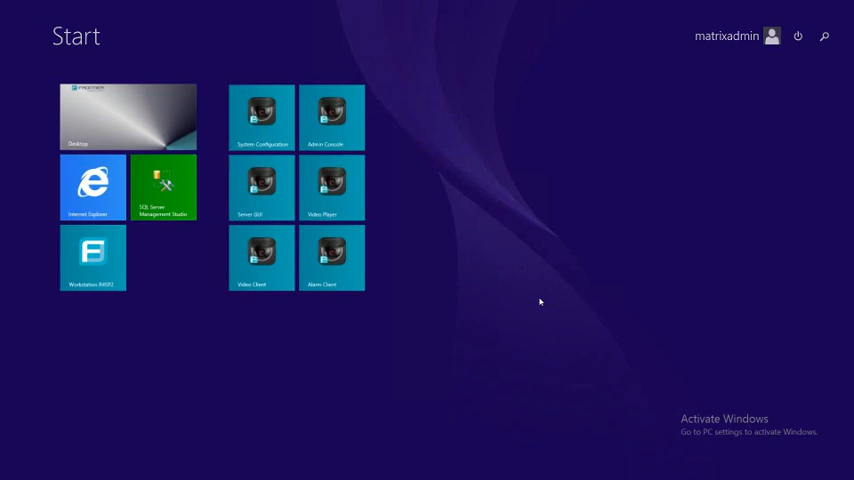 Start
matrixadmin
FRONTIER
Desktop
System Configuration
Admin Console
Internet Explorer
SQL Server
Management Studio
Server GUI
Video Player
Workstation
Video Client
Alarm Client
Activate Windows
Go to PC settings to activate Windows.